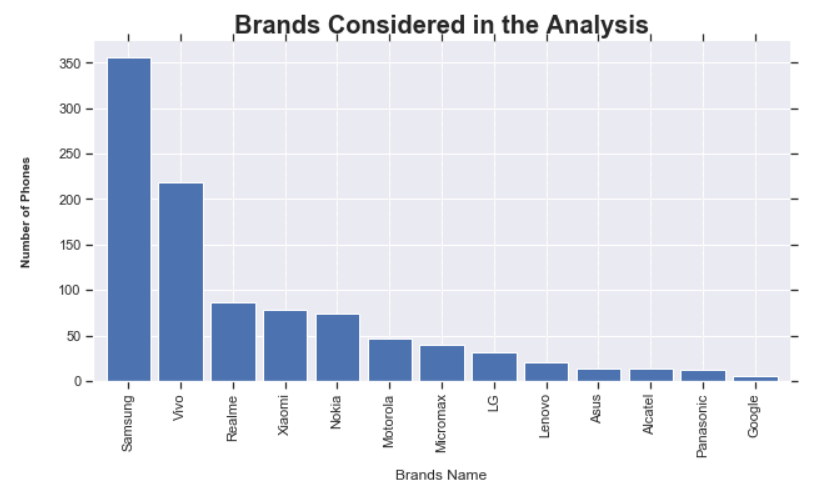 Brands Considered in the Analysis
350
300
250
200
150
100
50
0
Number of Phones
Samsung
Vivo
Realme
Xiaomi
Nokia
Motorola
Micromax
LG
Lenovo
Asus
Alcatel
Panasonic
Google
Brands Name